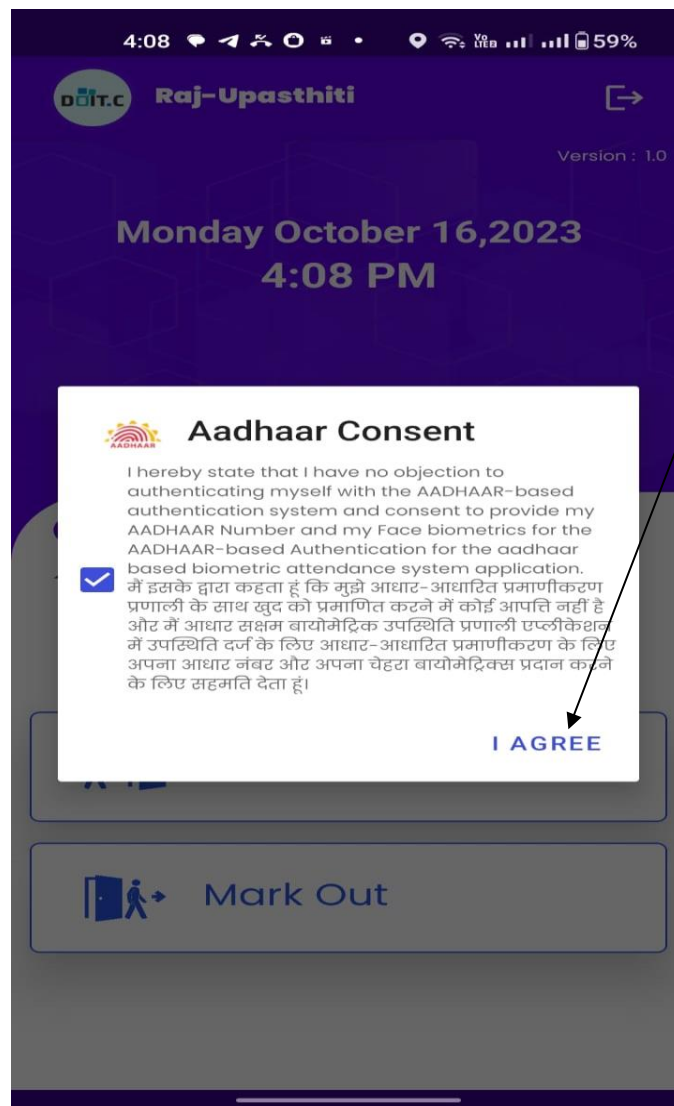 4:08 59%
DOIT.C Raj-Upasthiti
Version : 1.0
Monday October 16,2023
4:08 PM
AADHAAR Aadhaar Consent
I hereby state that I have no objection to
authenticating myself with the AADHAAR-based
authentication system and consent to provide my
AADHAAR Number and my Face biometrics for the
AADHAAR-based Authentication for the aadhaar
based biometric attendance system application.
मैं इसके द्वारा कहता हूं कि मुझे आधार-आधारित प्रमाणीकरण
प्रणाली के साथ खुद को प्रमाणित करने में कोई आपत्ति नहीं है
और मैं आधार सक्षम बायोमेट्रिक उपस्थिति प्रणाली एप्लीकेशन
में उपस्थिति दर्ज के लिए आधार-आधारित प्रमाणीकरण के लिए
अपना आधार नंबर और अपना चेहरा बायोमेट्रिक्स प्रदान करने
के लिए सहमति देता हूं।
I AGREE
Mark Out